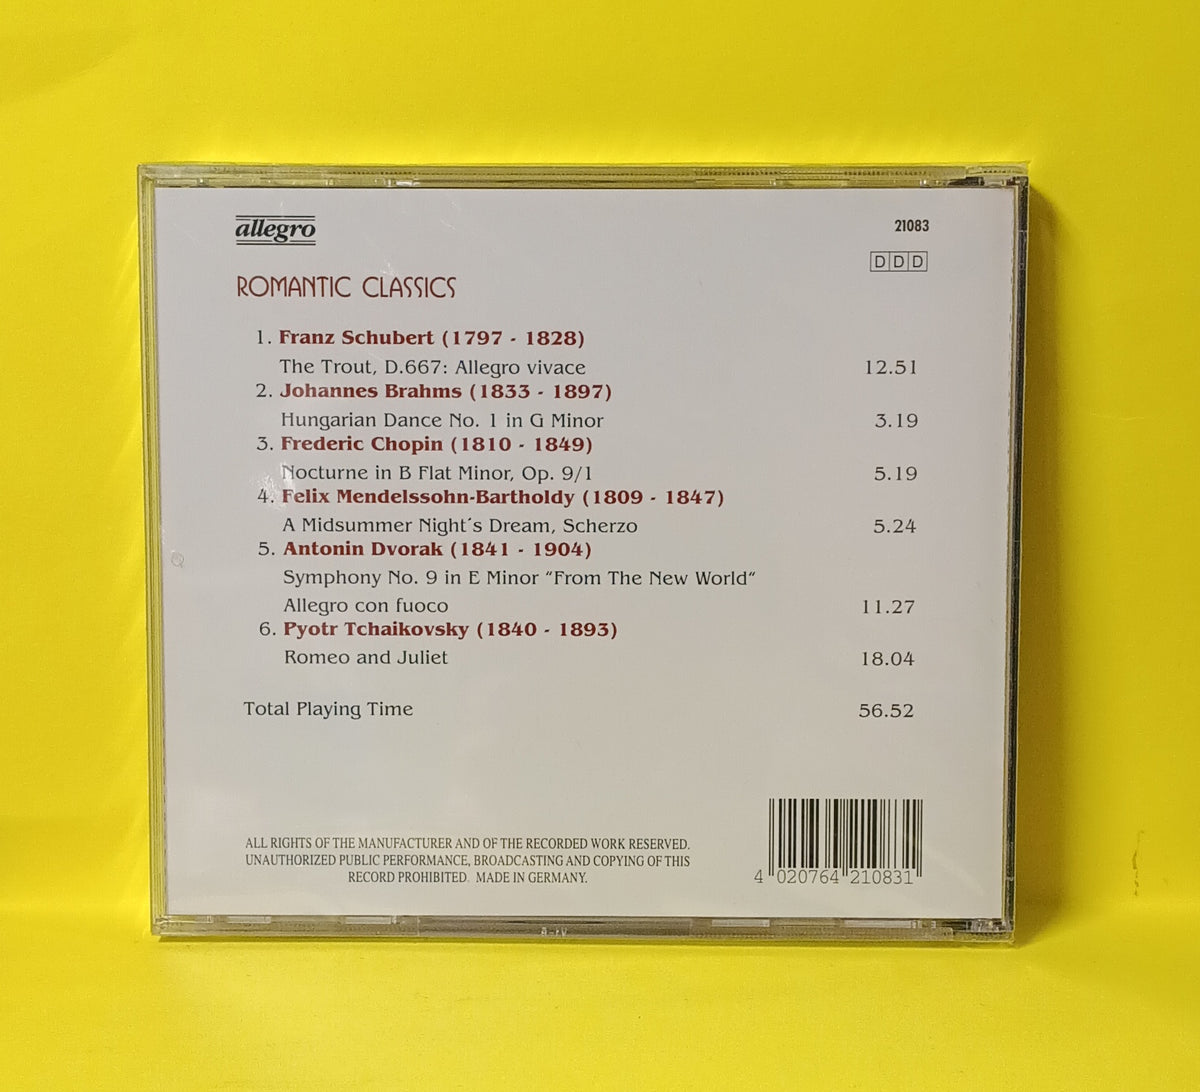 allegro 21083
DDD
ROMANTIC CLASSICS
1. Franz Schubert (1797 - 1828)
The Trout, D.667: Allegro vivace 12.51
2. Johannes Brahms (1833 - 1897)
Hungarian Dance No. 1 in G Minor 3.19
3. Frederic Chopin (1810 - 1849)
Nocturne in B Flat Minor, Op. 9/1 5.19
4. Felix Mendelssohn-Bartholdy (1809 - 1847)
A Midsummer Night´s Dream, Scherzo 5.24
5. Antonin Dvorak (1841 - 1904)
Symphony No. 9 in E Minor “From The New World“
Allegro con fuoco 11.27
6. Pyotr Tchaikovsky (1840 - 1893)
Romeo and Juliet 18.04
Total Playing Time 56.52
ALL RIGHTS OF THE MANUFACTURER AND OF THE RECORDED WORK RESERVED.
UNAUTHORIZED PUBLIC PERFORMANCE, BROADCASTING AND COPYING OF THIS
RECORD PROHIBITED. MADE IN GERMANY.
4 020764 210831